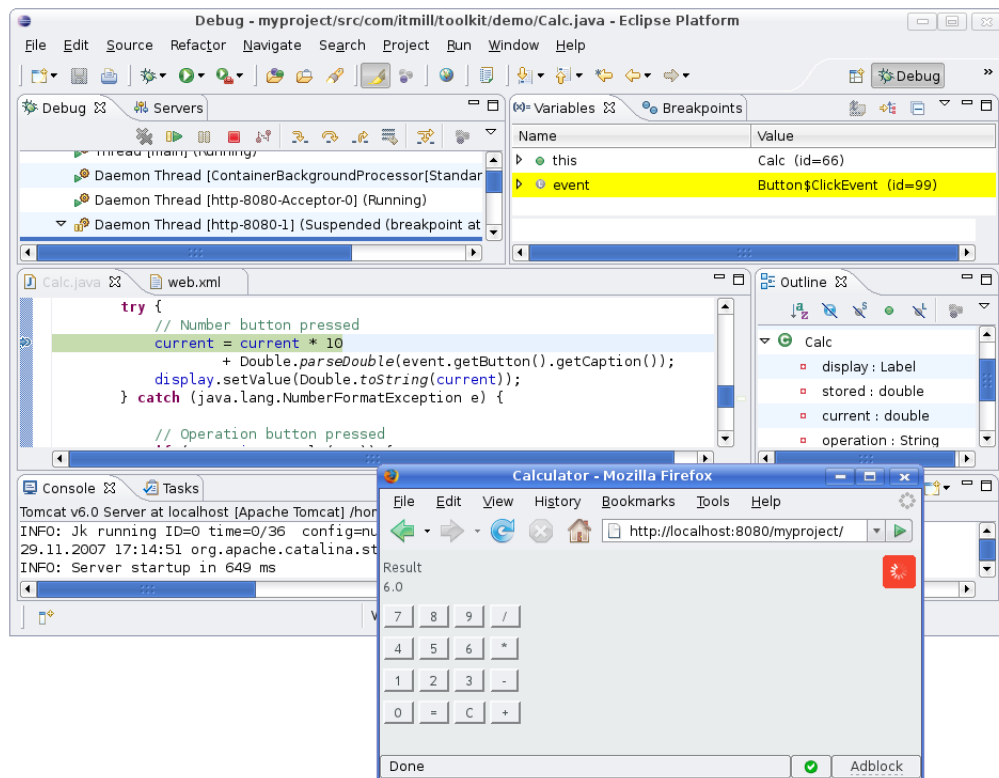 Debug - myproject/src/com/itmill/toolkit/demo/Calc.java - Eclipse Platform
File Edit Source Refactor Navigate Search Project Run Window Help
Debug »
Debug Servers
Thread [main] (Running)
Daemon Thread [ContainerBackgroundProcessor[Standar
Daemon Thread [http-8080-Acceptor-0] (Running)
Daemon Thread [http-8080-1] (Suspended (breakpoint at
(x)= Variables Breakpoints
Name Value
this Calc (id=66)
event Button$ClickEvent (id=99)
Calc.java web.xml
try {
// Number button pressed
current = current * 10
+ Double.parseDouble(event.getButton().getCaption());
display.setValue(Double.toString(current));
} catch (java.lang.NumberFormatException e) {
// Operation button pressed
Outline
Calc
display : Label
stored : double
current : double
operation : String
Console Tasks
Tomcat v6.0 Server at localhost [Apache Tomcat] /hor
INFO: Jk running ID=0 time=0/36 config=nu
29.11.2007 17:14:51 org.apache.catalina.st
INFO: Server startup in 649 ms
Calculator - Mozilla Firefox
File Edit View History Bookmarks Tools Help
http://localhost:8080/myproject/
Result
6.0
7 8 9 /
4 5 6 *
1 2 3 -
0 = C +
Done Adblock